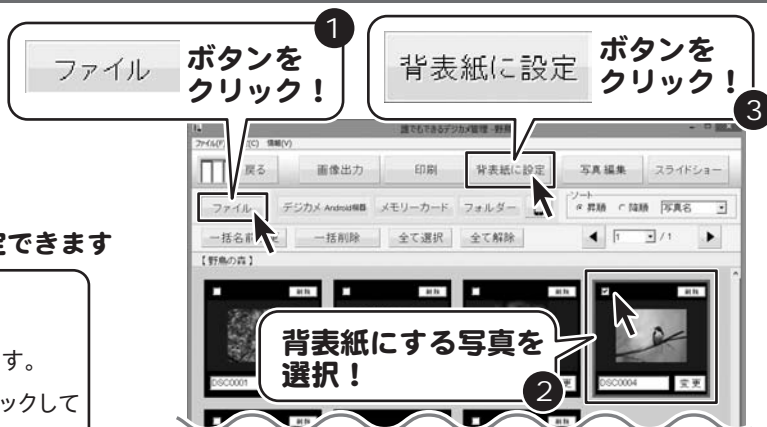 1
ファイル
ボタンを
クリック！
背表紙に設定
ボタンを
クリック！
3
誰でもできるデジカメ管理 -野鳥
ファイル(F) (C) 情報(V)
戻る 画像出力 印刷 背表紙に設定 写真編集 スライドショー
ファイル デジカメ Android機器 メモリーカード フォルダー
ソート
昇順 降順 写真名
一括名前 一括削除 全て選択 全て解除
1 / 1
【野鳥の森】
削除 削除 削除 削除
背表紙にする写真を
選択！
2
DSC0001 更 DSC0004 変更
定できます
す。
ックして